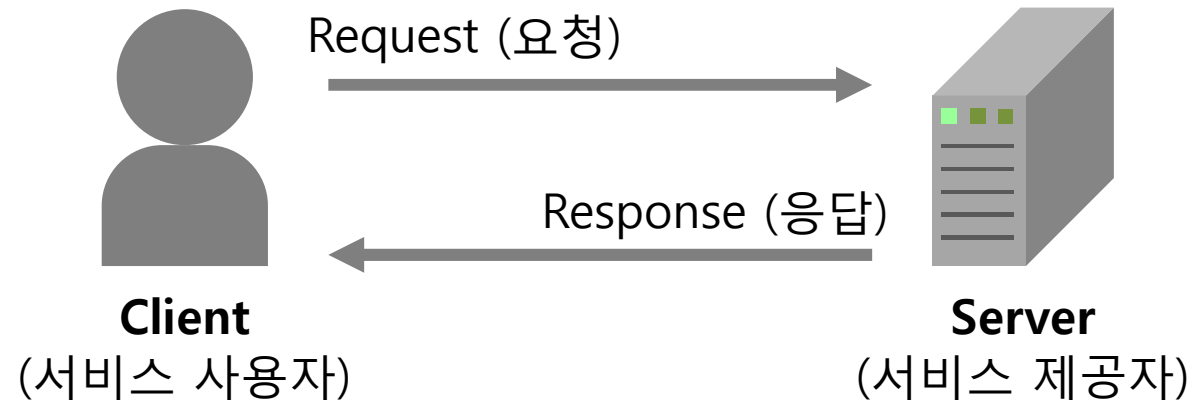 Request (요청)
Response (응답)
Client
(서비스 사용자)
Server
(서비스 제공자)